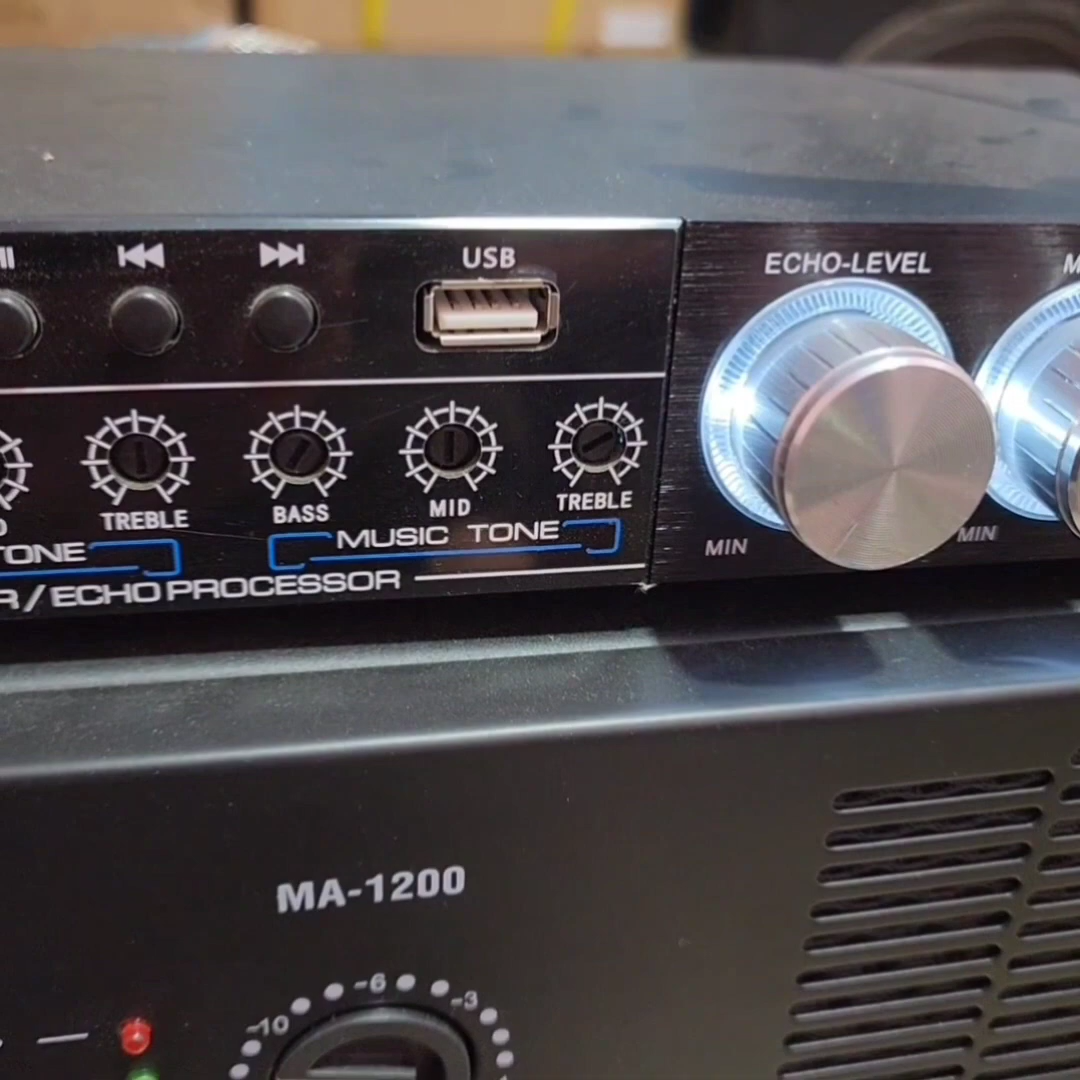 USB
ECHO-LEVEL
TREBLE
BASS
MID
TREBLE
TONE
MUSIC TONE
MIN
MIN
R/ECHO PROCESSOR
MA-1200
-10
-6
-3